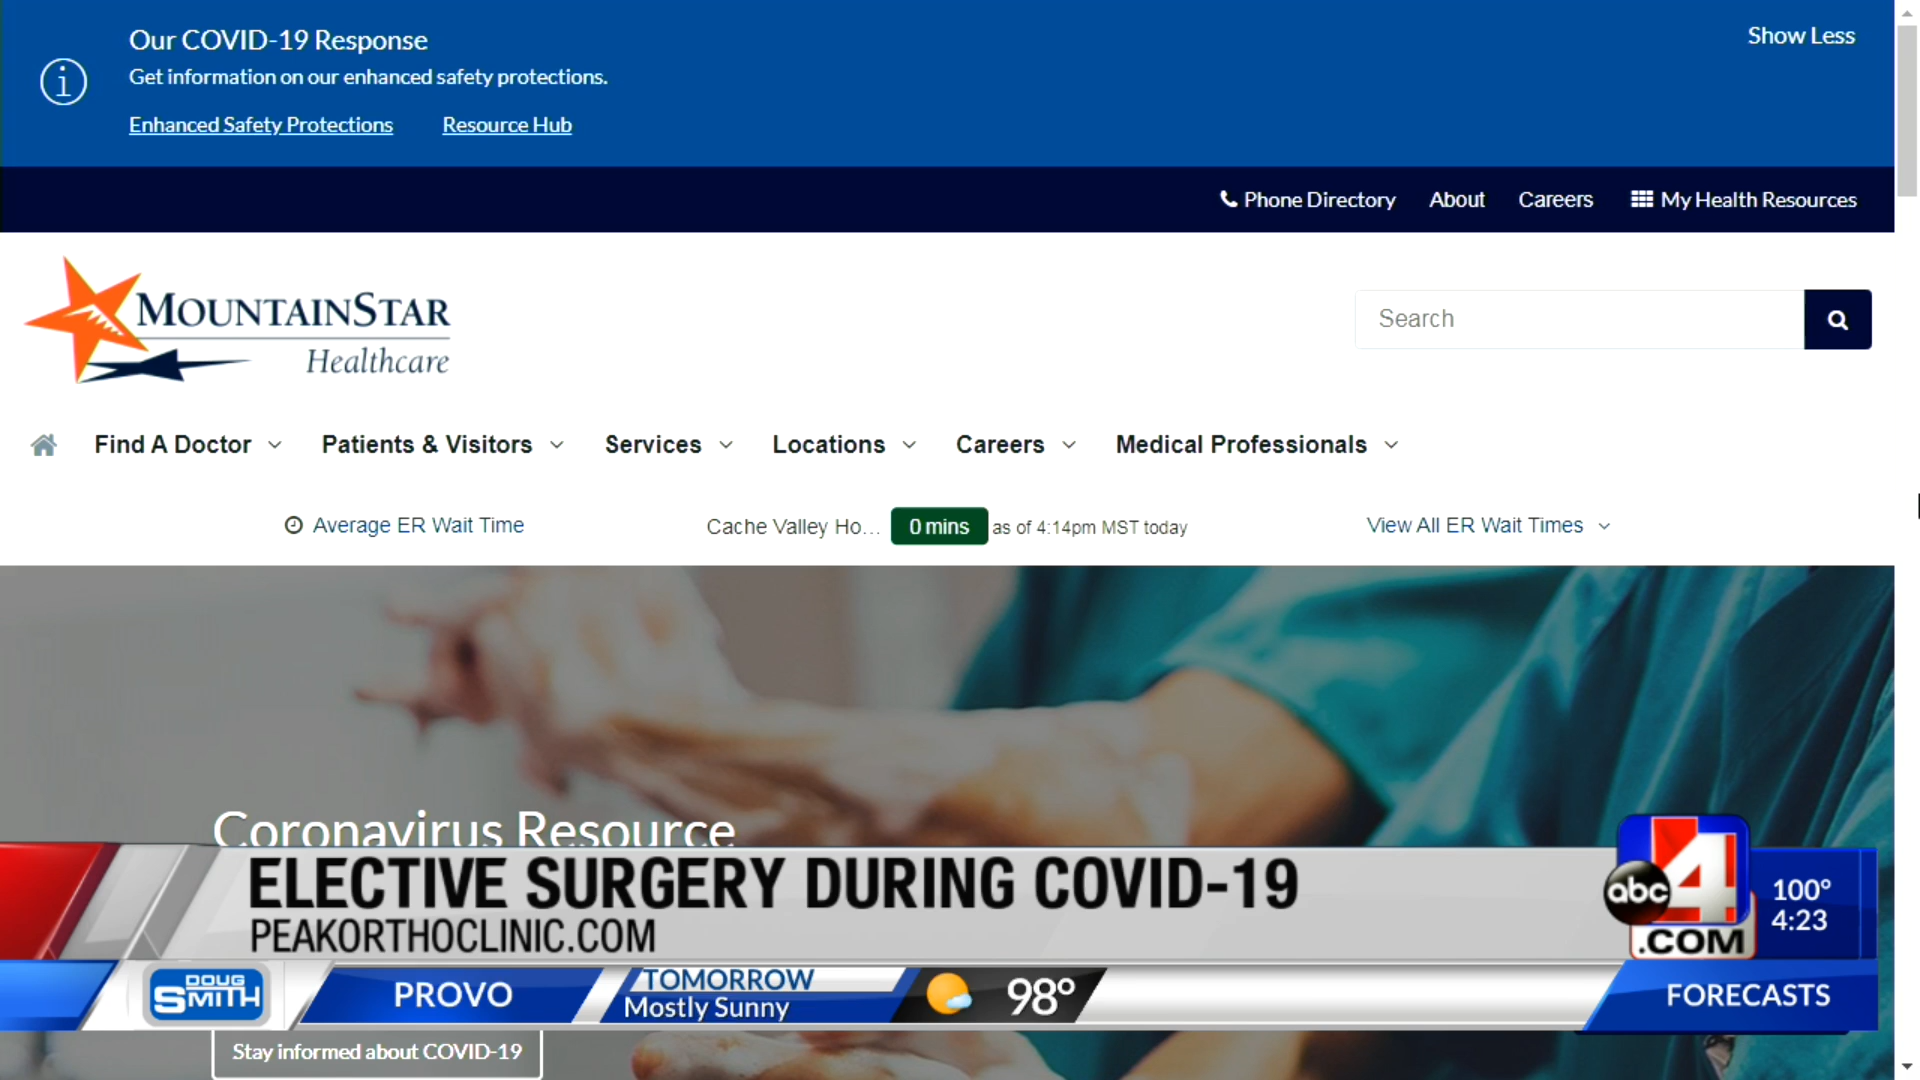 Our COVID-19 Response
Show Less
Get information on our enhanced safety protections.
Enhanced Safety Protections Resource Hub
Phone Directory About Careers My Health Resources
MOUNTAINSTAR
Healthcare
Search
Find A Doctor Patients & Visitors Services Locations Careers Medical Professionals
Average ER Wait Time Cache Valley Ho... 0 mins as of 4:14pm MST today View All ER Wait Times
Coronavirus Resource
ELECTIVE SURGERY DURING COVID-19
PEAKORTHOCLINIC.COM
abc 4 .COM
100°
4:23
DOUG SMITH
PROVO
TOMORROW
Mostly Sunny
98°
FORECASTS
Stay informed about COVID-19